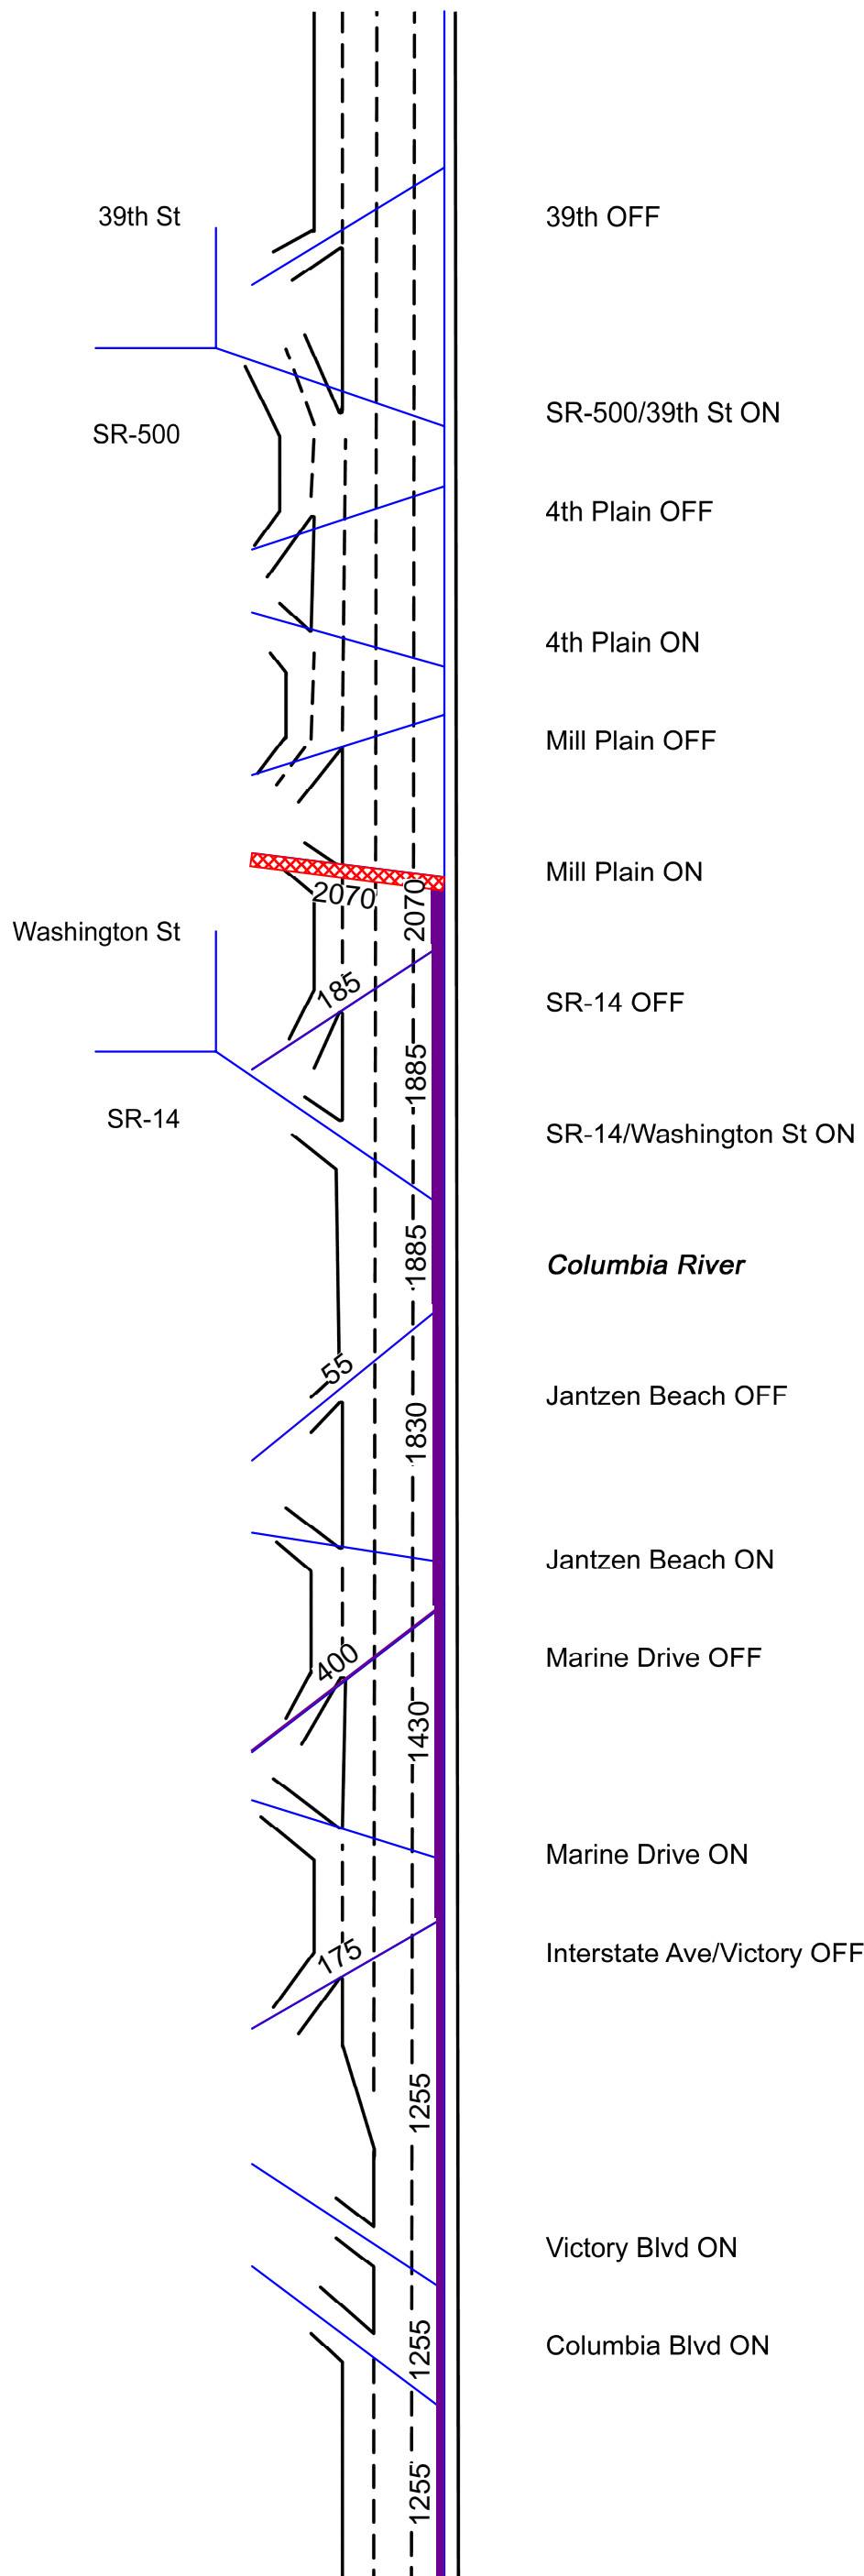 39th St
39th OFF
SR-500/39th St ON
SR-500
4th Plain OFF
4th Plain ON
Mill Plain OFF
Mill Plain ON
2070
2070
Washington St
185
SR-14 OFF
1885
SR-14
SR-14/Washington St ON
1885
Columbia River
55
Jantzen Beach OFF
1830
Jantzen Beach ON
400
Marine Drive OFF
1430
Marine Drive ON
175
Interstate Ave/Victory OFF
1255
Victory Blvd ON
1255
Columbia Blvd ON
1255